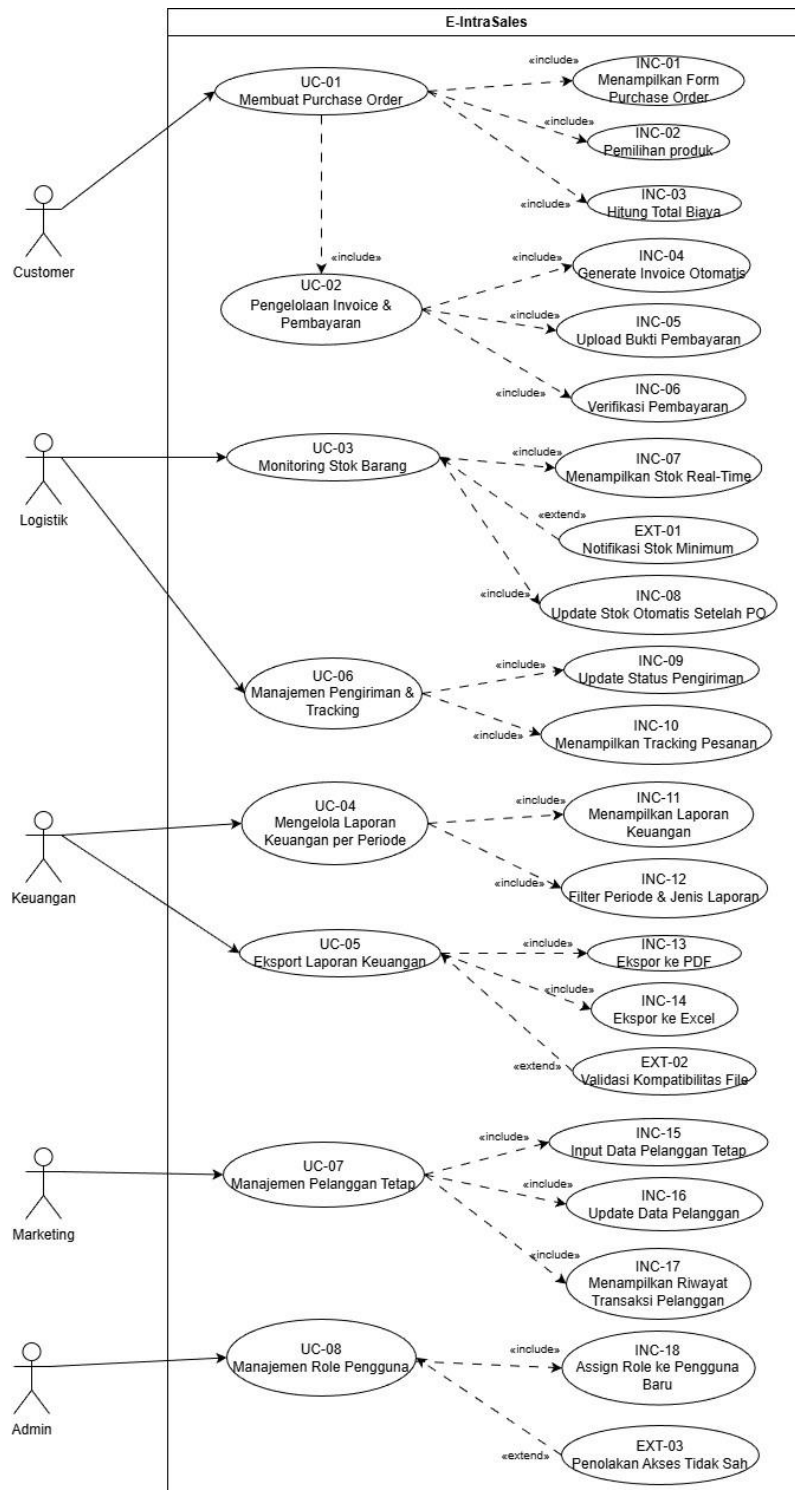 E-IntraSales
UC-01
Membuat Purchase Order
«include»
INC-01
Menampilkan Form
Purchase Order
«include»
INC-02
Pemilihan produk
«include»
INC-03
Hitung Total Biaya
Customer
«include»
UC-02
Pengelolaan Invoice &
Pembayaran
«include»
INC-04
Generate Invoice Otomatis
«include»
INC-05
Upload Bukti Pembayaran
«include»
INC-06
Verifikasi Pembayaran
Logistik
UC-03
Monitoring Stok Barang
«include»
INC-07
Menampilkan Stok Real-Time
«extend»
EXT-01
Notifikasi Stok Minimum
«include»
INC-08
Update Stok Otomatis Setelah PO
UC-06
Manajemen Pengiriman &
Tracking
«include»
INC-09
Update Status Pengiriman
«include»
INC-10
Menampilkan Tracking Pesanan
Keuangan
UC-04
Mengelola Laporan
Keuangan per Periode
«include»
INC-11
Menampilkan Laporan
Keuangan
«include»
INC-12
Filter Periode & Jenis Laporan
UC-05
Eksport Laporan Keuangan
«include»
INC-13
Ekspor ke PDF
«include»
INC-14
Ekspor ke Excel
«extend»
EXT-02
Validasi Kompatibilitas File
Marketing
UC-07
Manajemen Pelanggan Tetap
«include»
INC-15
Input Data Pelanggan Tetap
«include»
INC-16
Update Data Pelanggan
«include»
INC-17
Menampilkan Riwayat
Transaksi Pelanggan
Admin
UC-08
Manajemen Role Pengguna
«include»
INC-18
Assign Role ke Pengguna
Baru
«extend»
EXT-03
Penolakan Akses Tidak Sah